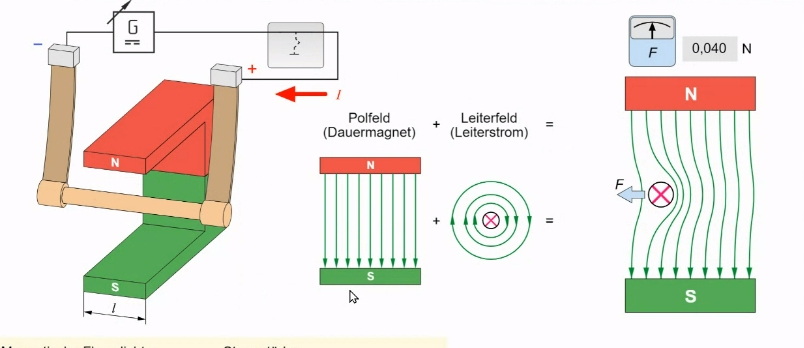 G
−
+
I
N
S
l
Polfeld
(Dauermagnet)
+
Leiterfeld
(Leiterstrom)
=
N
S
+
=
F
0,040 N
N
F
S